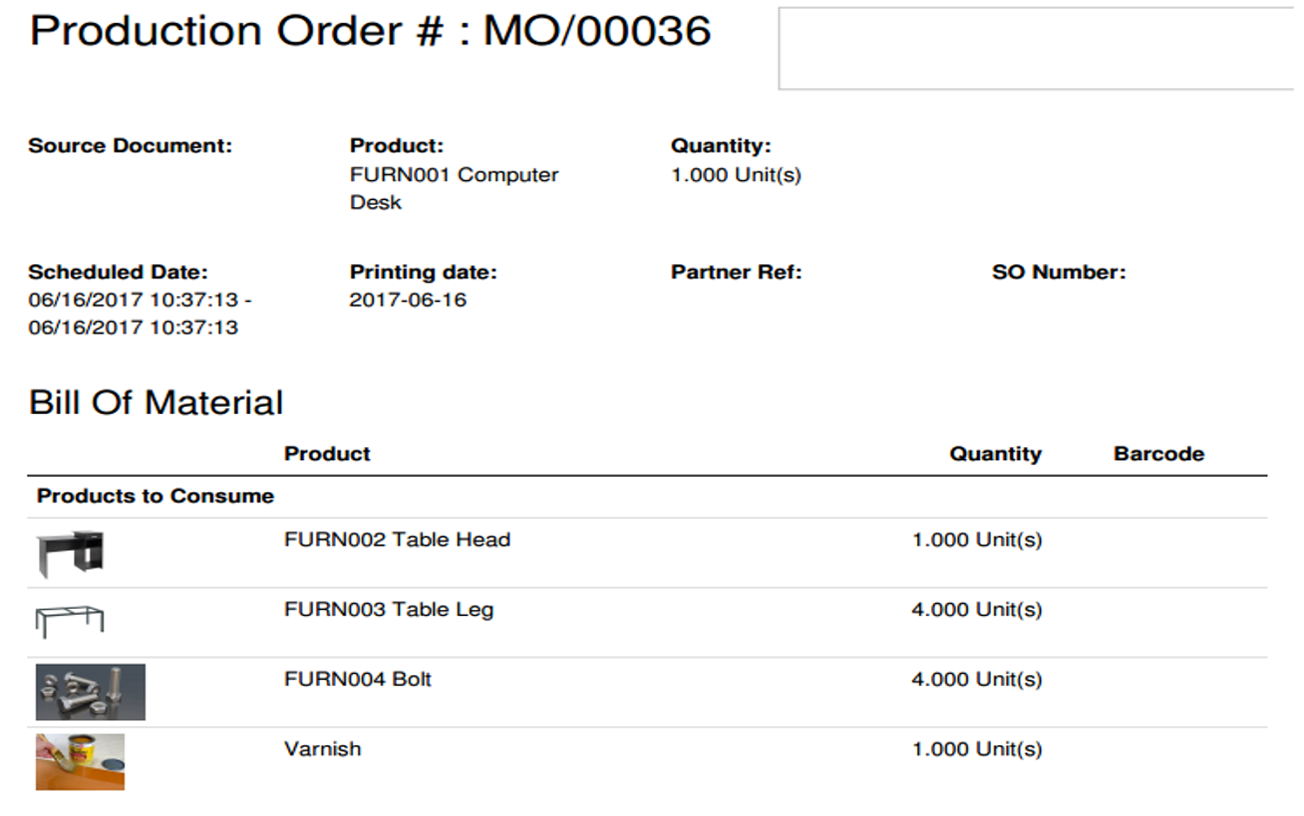 Production Order # : MO/00036
Source Document: Product: Quantity:
FURN001 Computer 1.000 Unit(s)
Desk
Scheduled Date: Printing date: Partner Ref: SO Number:
06/16/2017 10:37:13 - 2017-06-16
06/16/2017 10:37:13
Bill Of Material
Product Quantity Barcode
Products to Consume
FURN002 Table Head 1.000 Unit(s)
FURN003 Table Leg 4.000 Unit(s)
FURN004 Bolt 4.000 Unit(s)
Varnish 1.000 Unit(s)